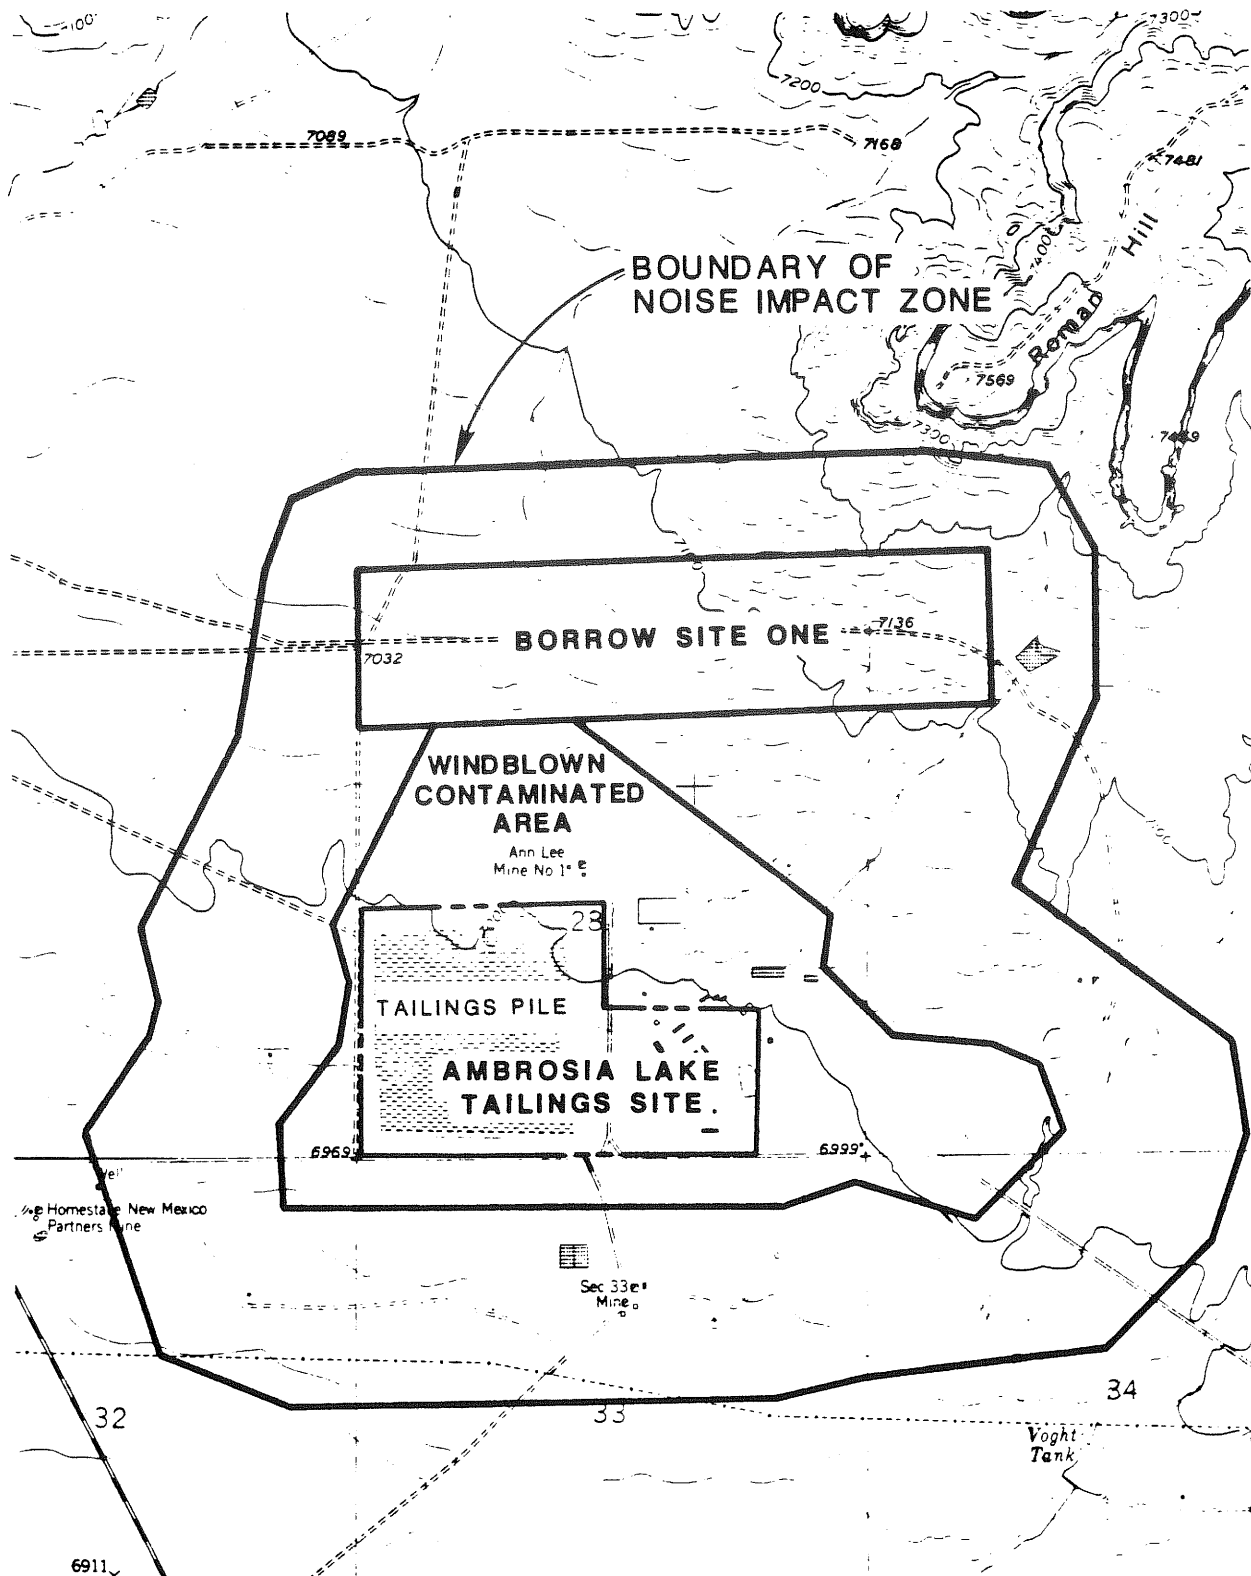 7300
7200
7089
7168
7481
Hill
7400
BOUNDARY OF
NOISE IMPACT ZONE
Roman
7569
7300
BORROW SITE ONE
7136
7032
WINDBLOWN
CONTAMINATED
AREA
Ann Lee
Mine No 1
23
TAILINGS PILE
AMBROSIA LAKE
TAILINGS SITE.
6969
6999
Homestake New Mexico
Partners
Sec 33
Mine
32
33
34
Voght
Tank
6911